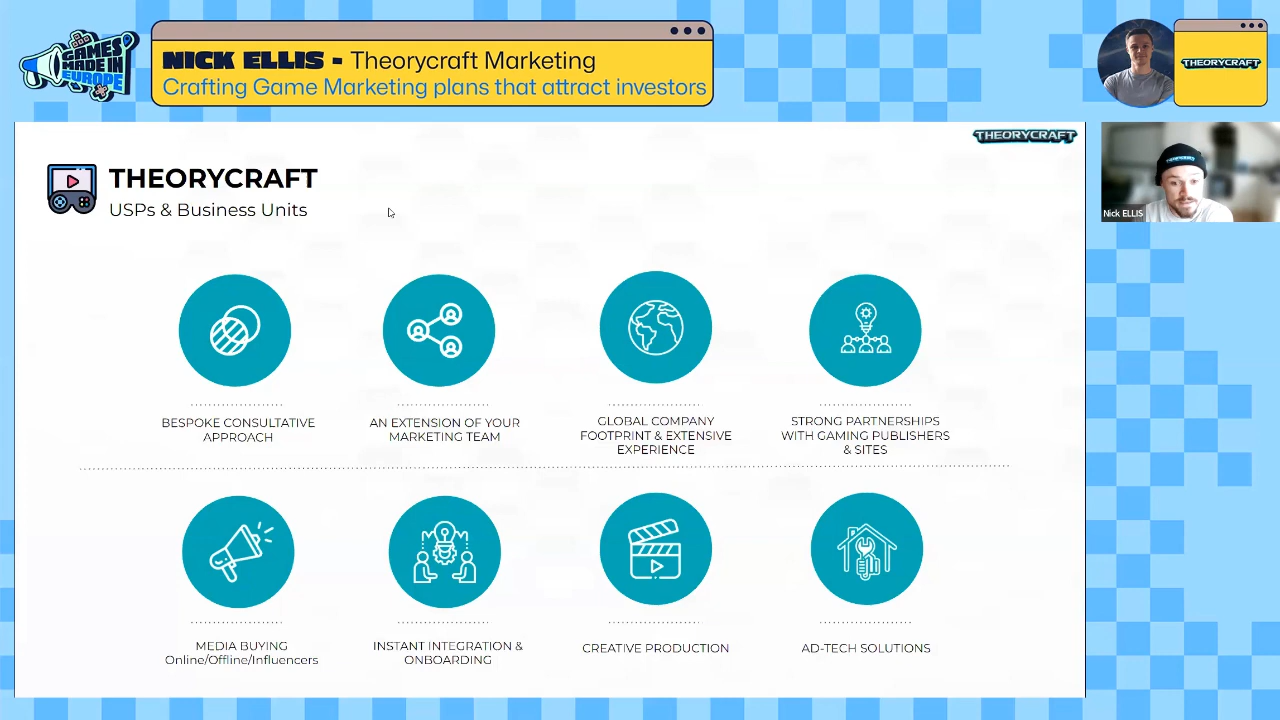 GAMES
MADE IN
EUROPE
NICK ELLIS - Theorycraft Marketing
Crafting Game Marketing plans that attract investors
THEORYCRAFT
THEORYCRAFT
Nick ELLIS
THEORYCRAFT
USPs & Business Units
BESPOKE CONSULTATIVE
APPROACH
AN EXTENSION OF YOUR
MARKETING TEAM
GLOBAL COMPANY
FOOTPRINT & EXTENSIVE
EXPERIENCE
STRONG PARTNERSHIPS
WITH GAMING PUBLISHERS
& SITES
MEDIA BUYING
Online/Offline/Influencers
INSTANT INTEGRATION &
ONBOARDING
CREATIVE PRODUCTION
AD-TECH SOLUTIONS